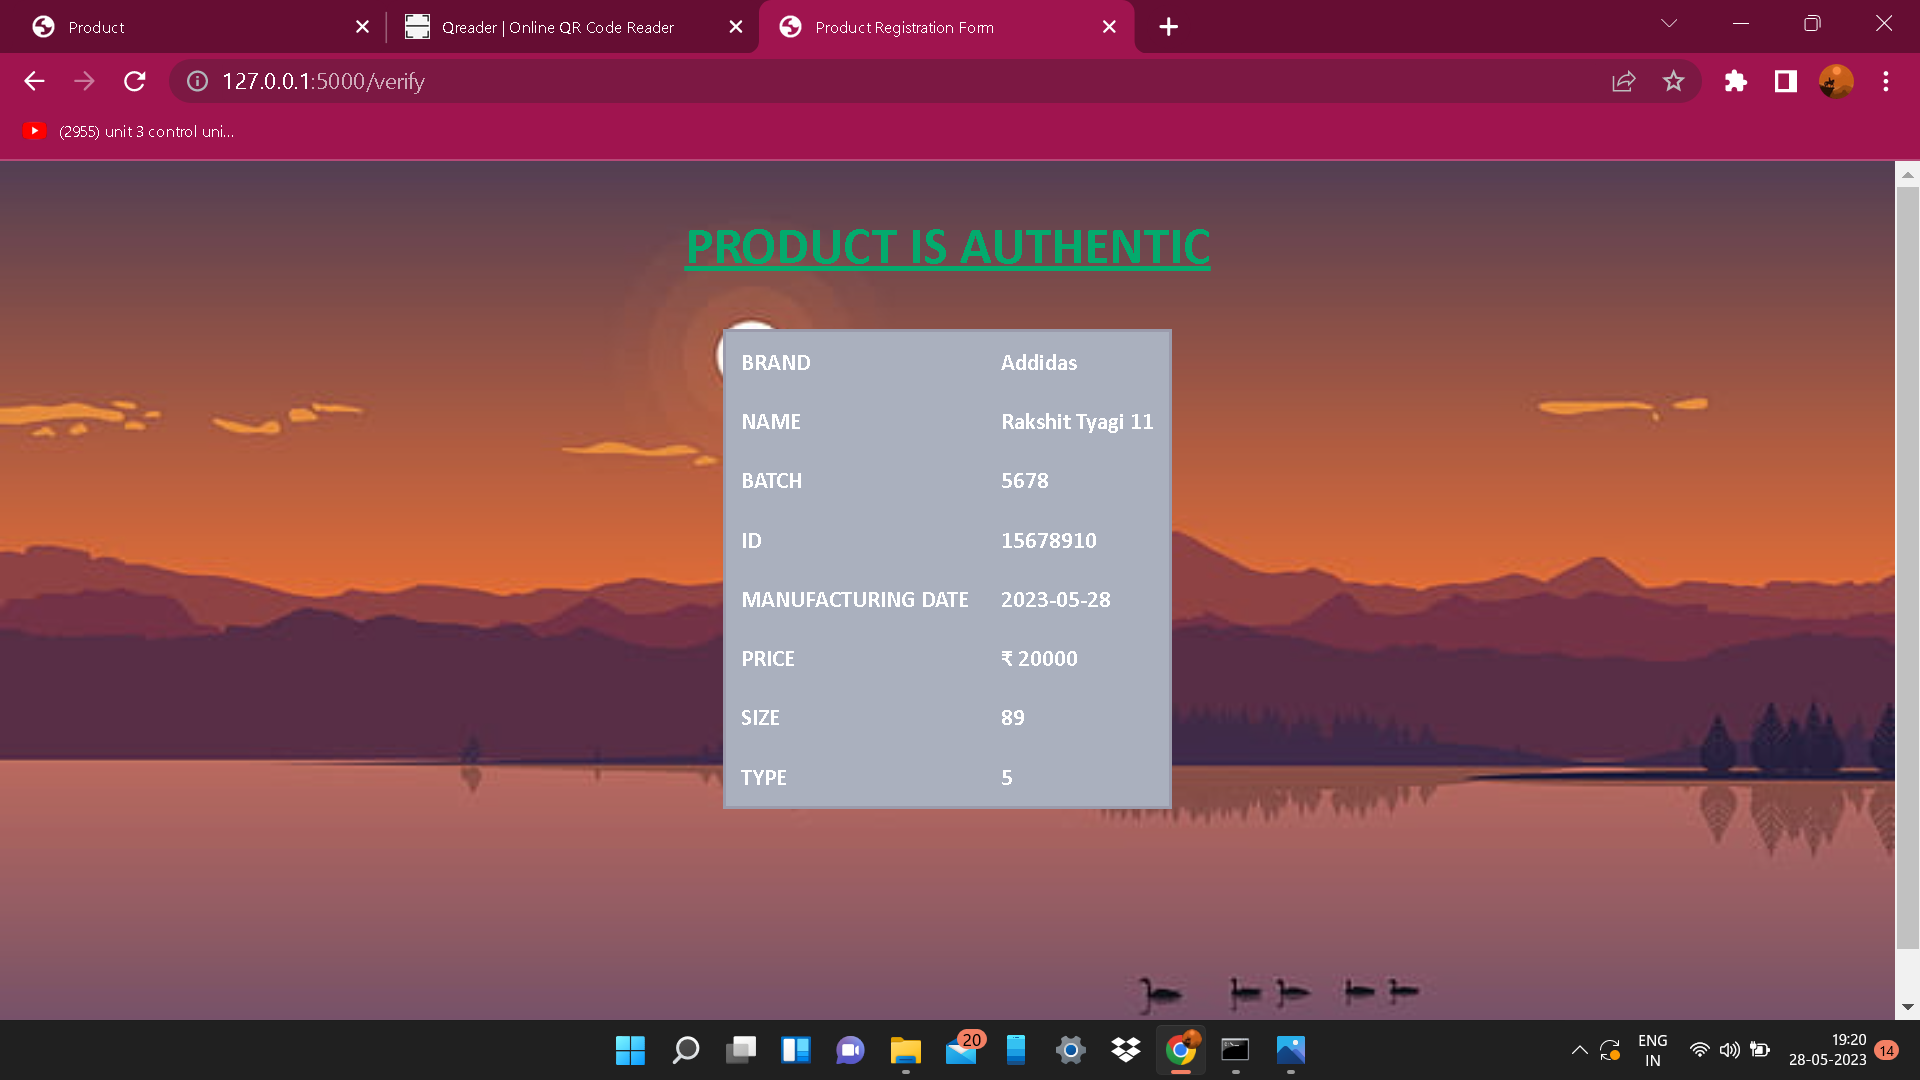 Product
Qreader | Online QR Code Reader
Product Registration Form
127.0.0.1:5000/verify
(2955) unit 3 control uni...
PRODUCT IS AUTHENTIC
BRAND Addidas
NAME Rakshit Tyagi 11
BATCH 5678
ID 15678910
MANUFACTURING DATE 2023-05-28
PRICE ₹ 20000
SIZE 89
TYPE 5
20
ENG
IN
19:20
28-05-2023
14